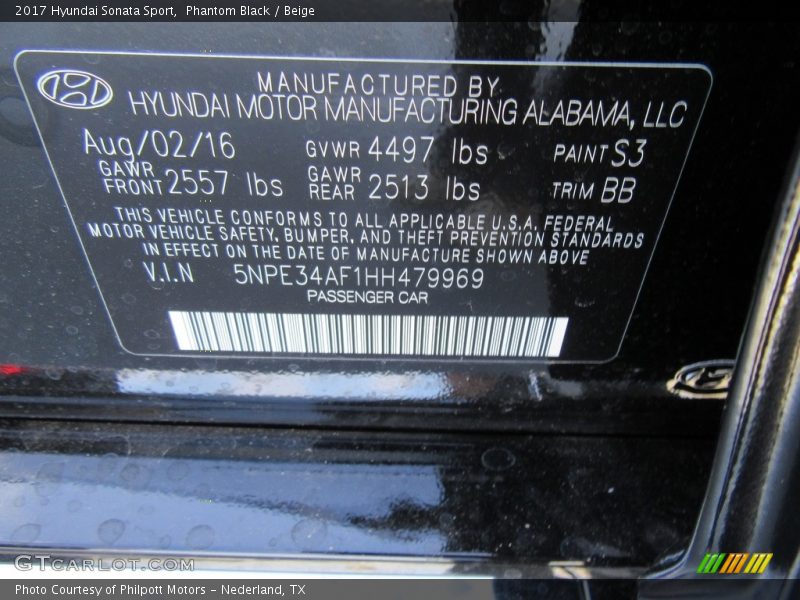 2017 Hyundai Sonata Sport,  Phantom Black / Beige
MANUFACTURED BY
HYUNDAI MOTOR MANUFACTURING ALABAMA, LLC
Aug/02/16 GVWR 4497 lbs PAINT S3
GAWR FRONT 2557 lbs GAWR REAR 2513 lbs TRIM BB
THIS VEHICLE CONFORMS TO ALL APPLICABLE U.S.A. FEDERAL
MOTOR VEHICLE SAFETY, BUMPER, AND THEFT PREVENTION STANDARDS
IN EFFECT ON THE DATE OF MANUFACTURE SHOWN ABOVE
V.I.N 5NPE34AF1HH479969
PASSENGER CAR
GTCarLot.com
Photo Courtesy of Philpott Motors - Nederland, TX